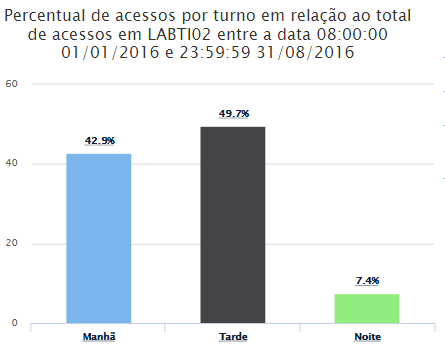 Percentual de acessos por turno em relação ao total
de acessos em LABTI02 entre a data 08:00:00
01/01/2016 e 23:59:59 31/08/2016
60
49.7%
42.9%
40
20
7.4%
0
Manhã Tarde Noite